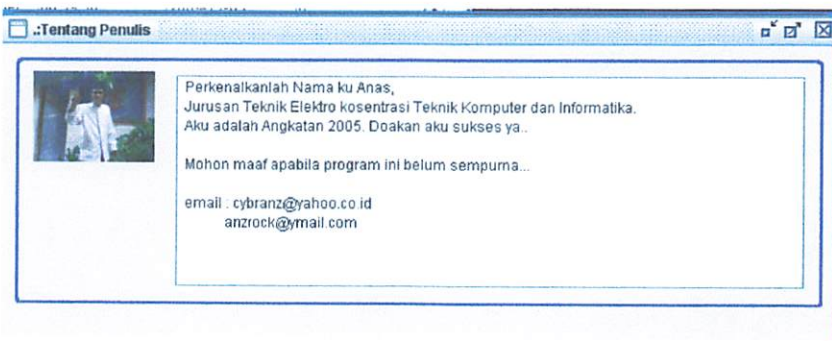 .:Tentang Penulis
Perkenalkanlah Nama ku Anas,
Jurusan Teknik Elektro kosentrasi Teknik Komputer dan Informatika.
Aku adalah Angkatan 2005. Doakan aku sukses ya..
Mohon maaf apabila program ini belum sempurna...
email : cybranz@yahoo.co.id
anzrock@ymail.com